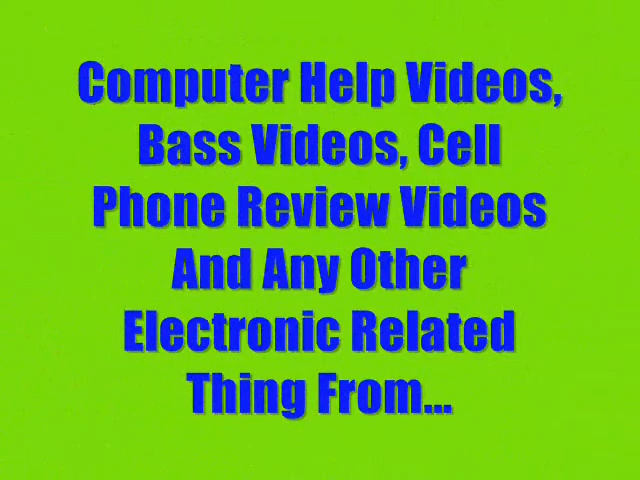 Computer Help Videos,
Bass Videos, Cell
Phone Review Videos
And Any Other
Electronic Related
Thing From...